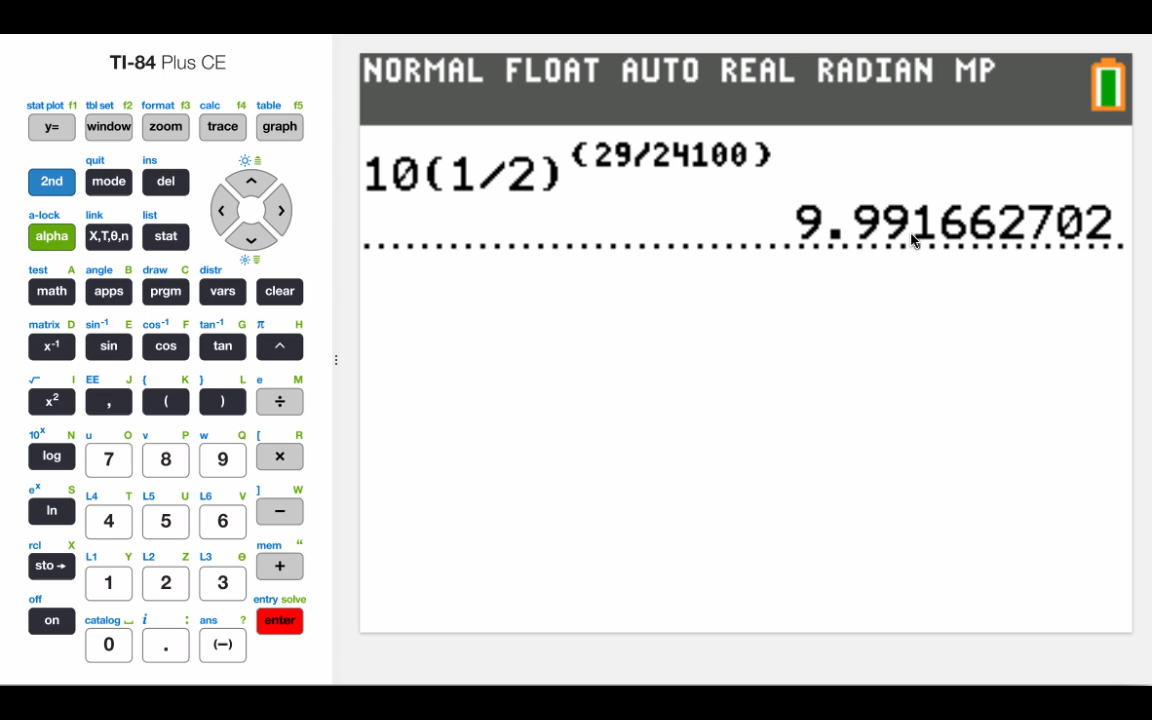 TI-84 Plus CE
NORMAL FLOAT AUTO REAL RADIAN MP
10(1/2)^(29/24100)
9.991662702
stat plot f1 tbl set f2 format f3 calc f4 table f5
y= window zoom trace graph
quit ins
2nd mode del
a-lock link list
alpha X,T,θ,n stat
test A angle B draw C distr
math apps prgm vars clear
matrix D sin⁻¹ E cos⁻¹ F tan⁻¹ G π H
x⁻¹ sin cos tan ^
√ I EE J { K } L e M
x² , ( ) ÷
10ˣ N u O v P w Q [ R
log 7 8 9 ×
eˣ S L4 T L5 U L6 V ] W
ln 4 5 6 −
rcl X L1 Y L2 Z L3 θ mem “
sto→ 1 2 3 +
off catalog ⎵ i : ans ? entry solve
on 0 . (−) enter